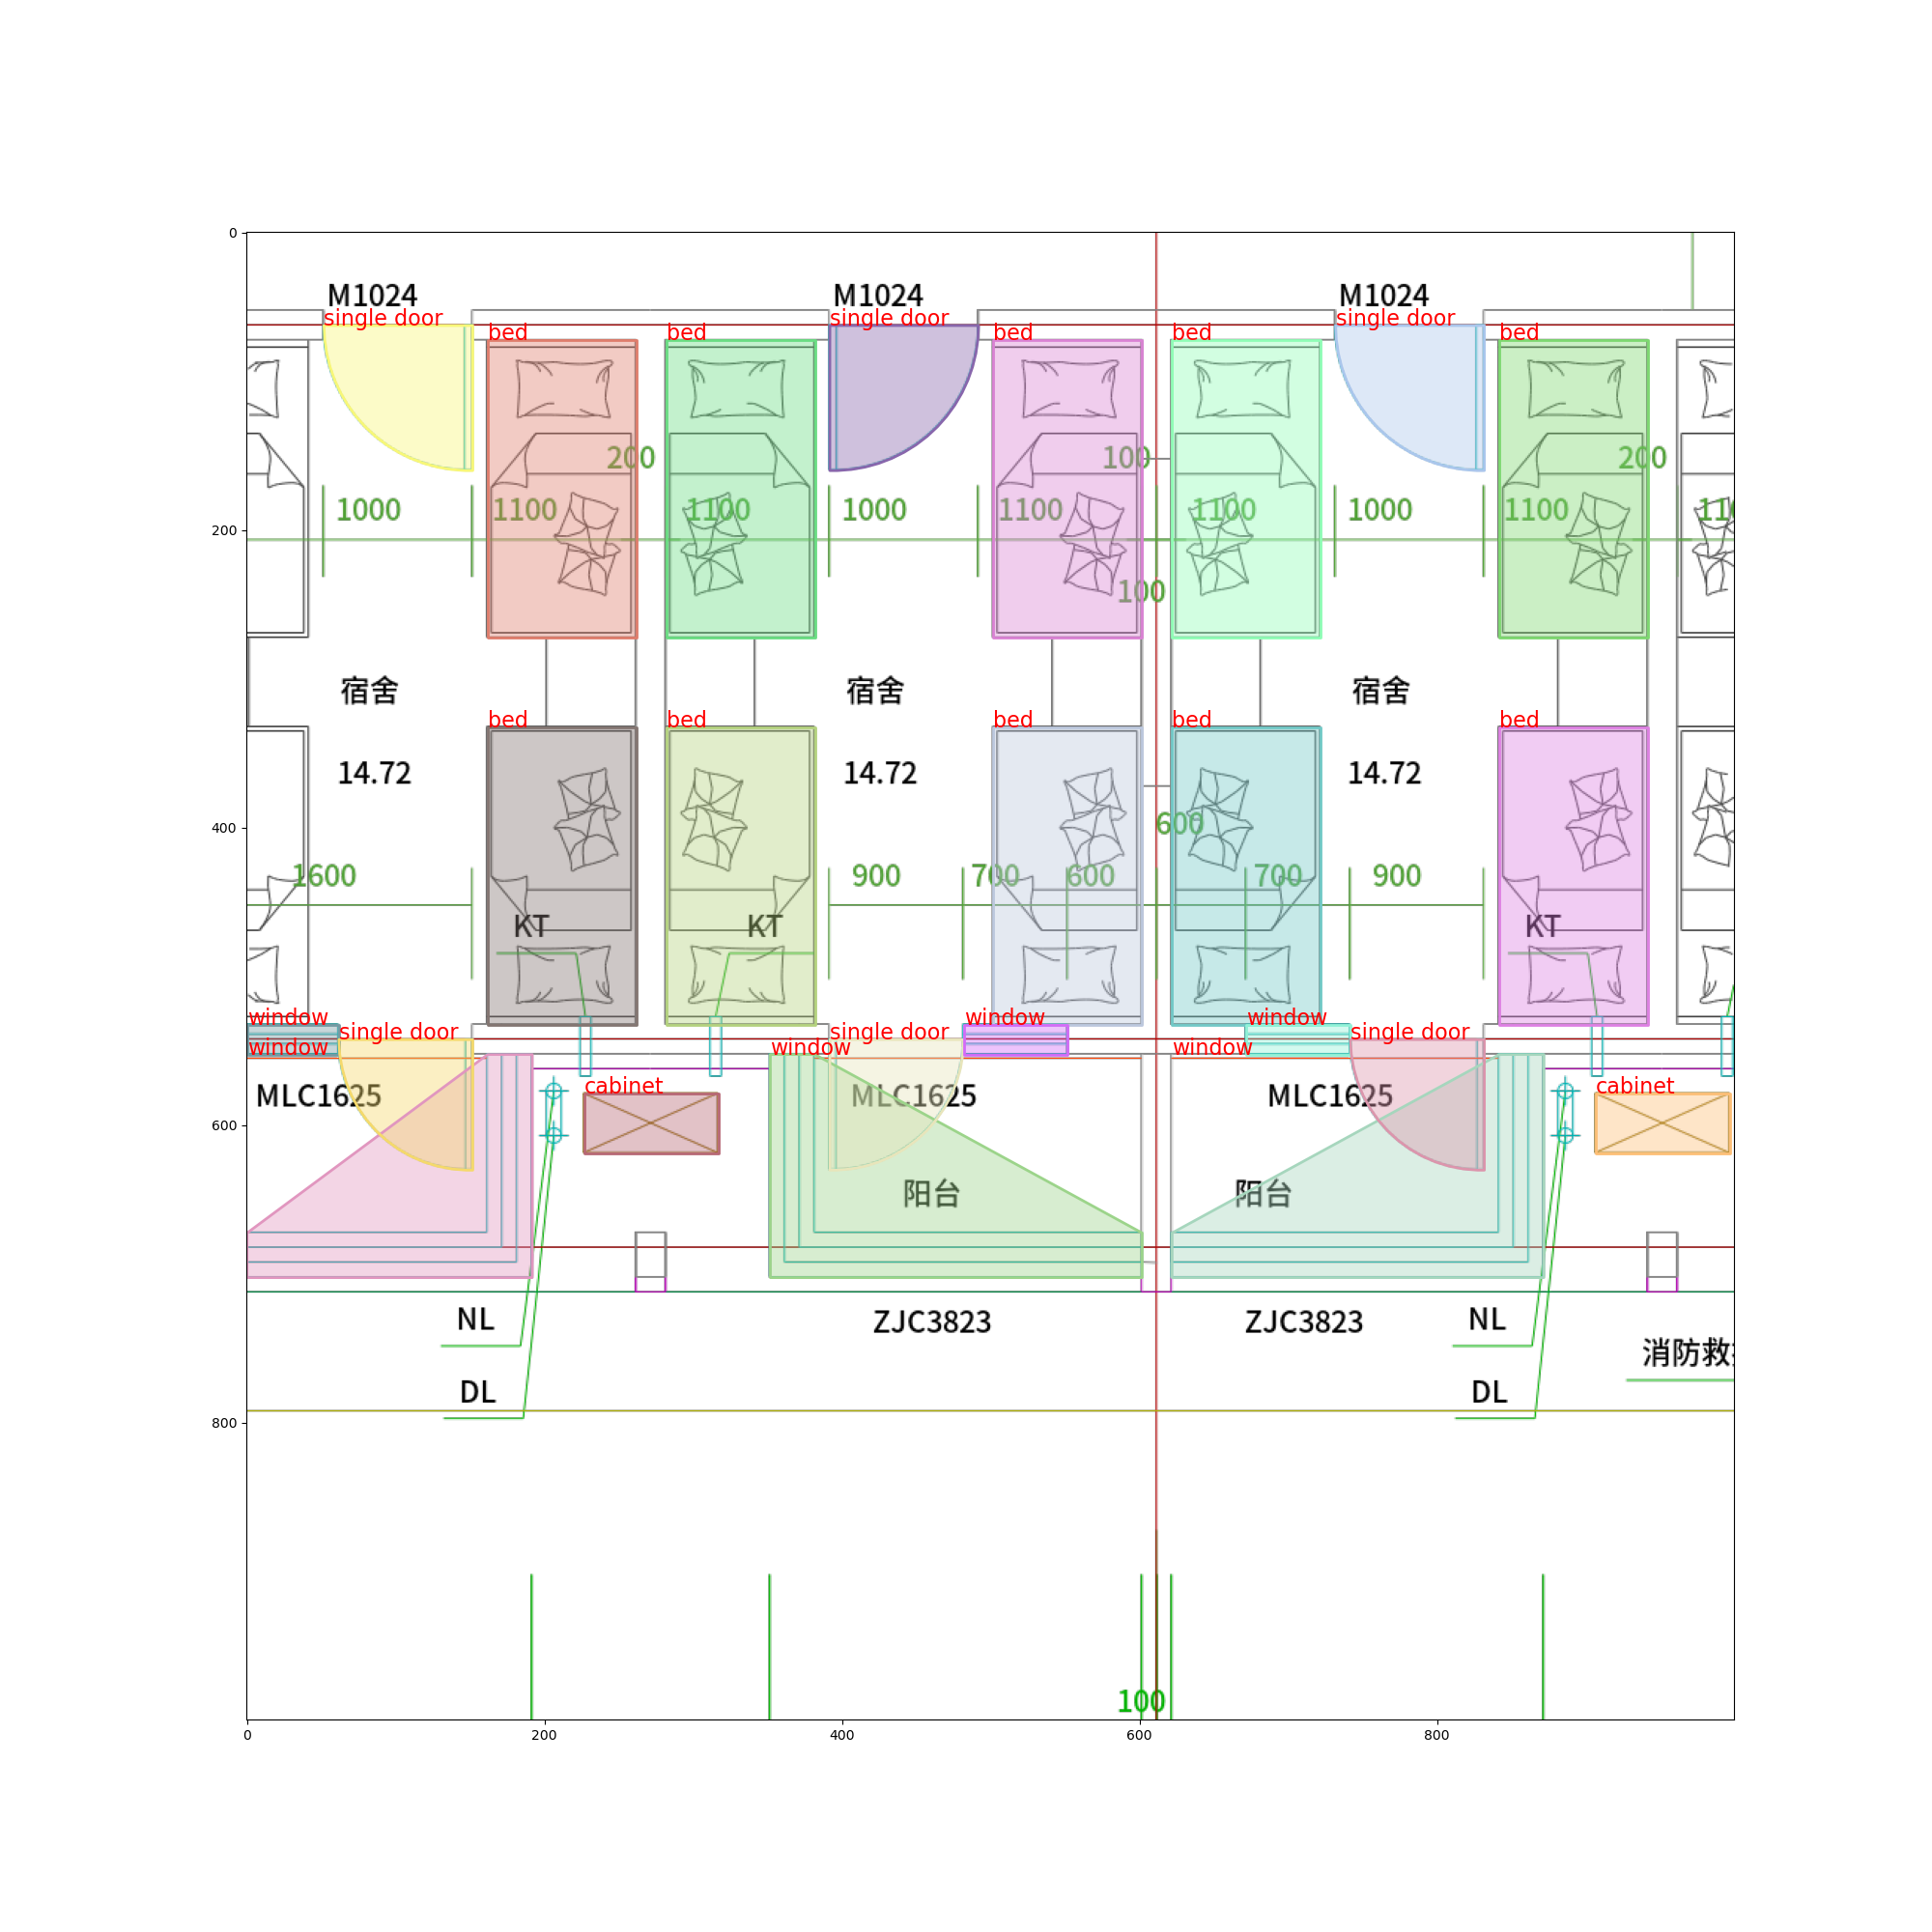 0
M1024 M1024 M1024
single door single door single door
bed bed bed bed bed
200 100 200
1000 1100 1100 1000 1100 1100 1000 1100
200
100
宿舍 宿舍 宿舍
bed bed bed bed bed
14.72 14.72 14.72
400
600
1600 900 700 600 700 900
KT KT KT
window window window
single door single door single door
window window window
MLC1625 MLC1625 MLC1625
cabinet cabinet
600
阳台 阳台
NL ZJC3823 ZJC3823 NL
消防救
DL DL
800
100
0 200 400 600 800